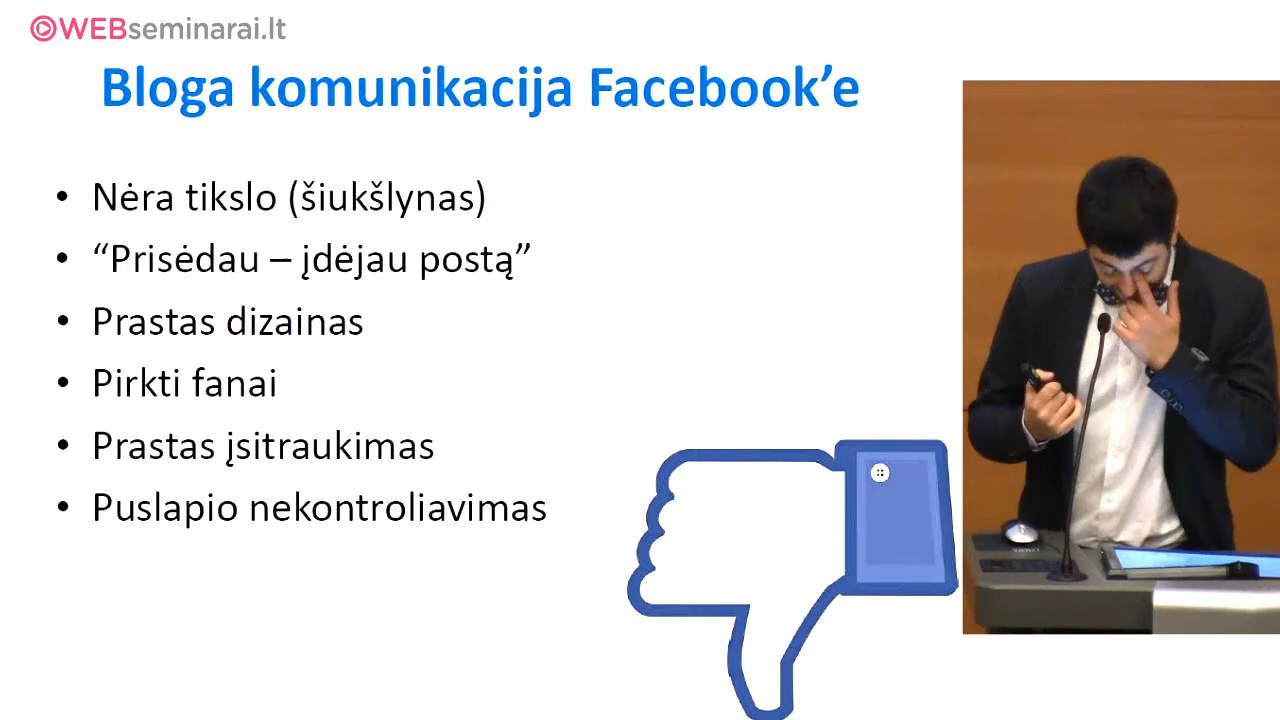 WEBseminarai.lt
Bloga komunikacija Facebook’e
• Nėra tikslo (šiukšlynas)
• “Prisėdau – įdėjau postą”
• Prastas dizainas
• Pirkti fanai
• Prastas įsitraukimas
• Puslapio nekontroliavimas